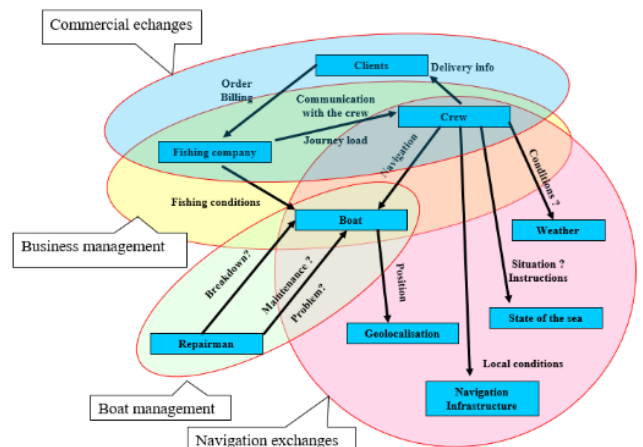 Commercial echanges
Clients
Delivery info
Order
Billing
Communication
with the crew
Crew
Journey load
Fishing company
Navigation
Conditions ?
Fishing conditions
Boat
Weather
Business management
Breakdown?
Maintenance ?
Problem?
Position
Situation ?
Instructions
State of the sea
Geolocalisation
Repairman
Local conditions
Navigation
Infrastructure
Boat management
Navigation exchanges